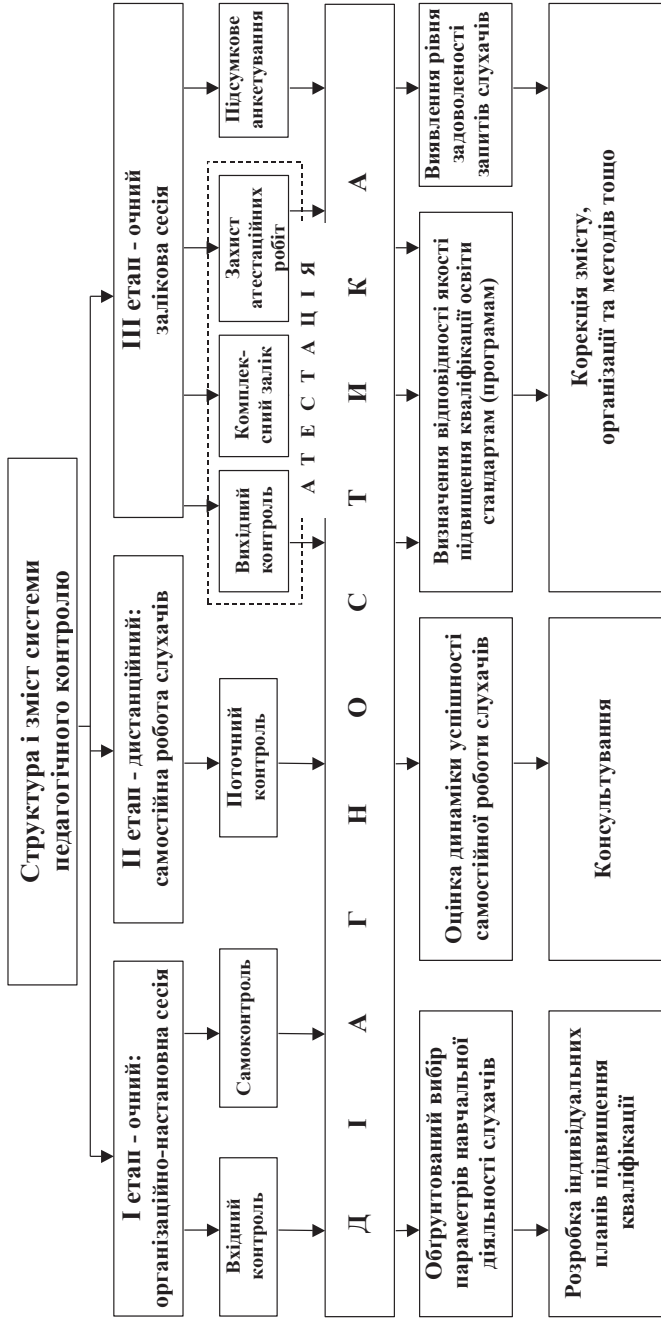 Структура і зміст системи
педагогічного контролю
I етап - очний:
організаційно-настановна сесія
II етап - дистанційний:
самостійна робота слухачів
III етап - очний
залікова сесія
Вхідний
контроль
Самоконтроль
Поточний
контроль
Вихідний
контроль
Комплек-
сний залік
Захист
атестаційних
робіт
Підсумкове
анкетування
А Т Е С Т А Ц І Я
Д І А Г Н О С Т И К А
Обґрунтований вибір
параметрів навчальної
діяльності слухачів
Оцінка динаміки успішності
самостійної роботи слухачів
Визначення відповідності якості
підвищення кваліфікації освіти
стандартам (програмам)
Виявлення рівня
задоволеності
запитів слухачів
Розробка індивідуальних
планів підвищення
кваліфікації
Консультування
Корекція змісту,
організації та методів тощо